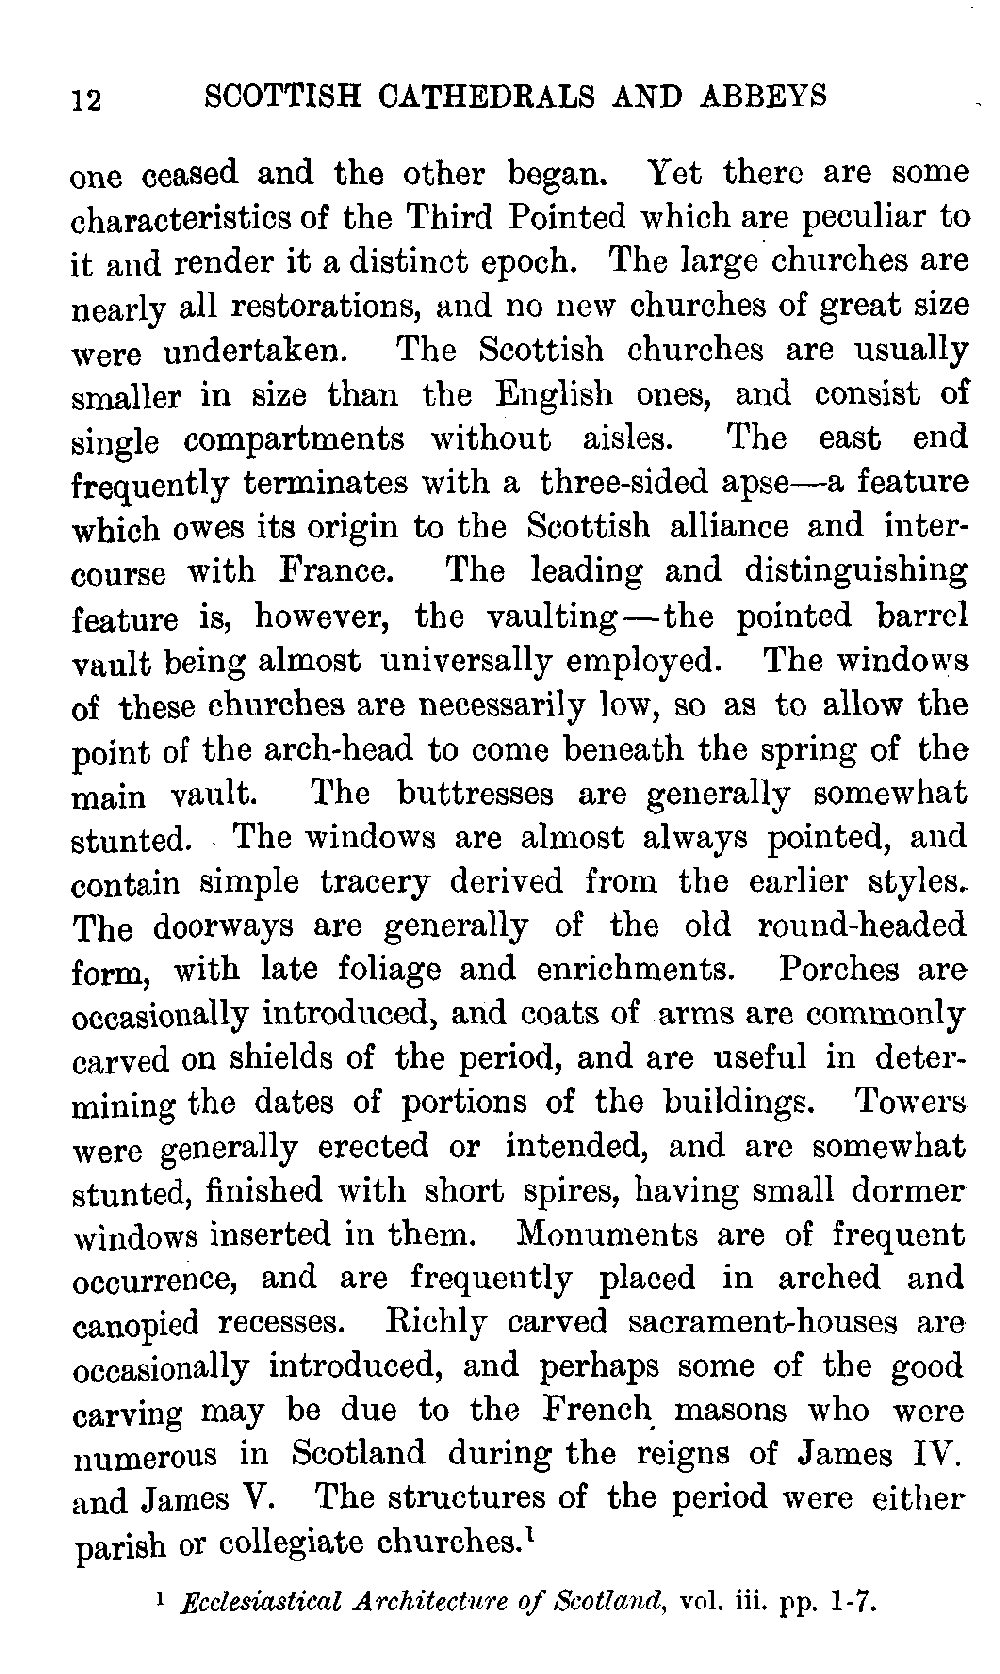 12 SCOTTISH CATHEDRALS AND ABBEYS
one ceased and the other began. Yet there are some
characteristics of the Third Pointed which are peculiar to
it and render it a distinct epoch. The large churches are
nearly all restorations, and no new churches of great size
were undertaken. The Scottish churches are usually
smaller in size than the English ones, and consist of
single compartments without aisles. The east end
frequently terminates with a three-sided apse—a feature
which owes its origin to the Scottish alliance and inter-
course with France. The leading and distinguishing
feature is, however, the vaulting—the pointed barrel
vault being almost universally employed. The windows
of these churches are necessarily low, so as to allow the
point of the arch-head to come beneath the spring of the
main vault. The buttresses are generally somewhat
stunted. The windows are almost always pointed, and
contain simple tracery derived from the earlier styles.
The doorways are generally of the old round-headed
form, with late foliage and enrichments. Porches are
occasionally introduced, and coats of arms are commonly
carved on shields of the period, and are useful in deter-
mining the dates of portions of the buildings. Towers
were generally erected or intended, and are somewhat
stunted, finished with short spires, having small dormer
windows inserted in them. Monuments are of frequent
occurrence, and are frequently placed in arched and
canopied recesses. Richly carved sacrament-houses are
occasionally introduced, and perhaps some of the good
carving may be due to the French masons who were
numerous in Scotland during the reigns of James IV.
and James V. The structures of the period were either
parish or collegiate churches.¹
¹ Ecclesiastical Architecture of Scotland, vol. iii. pp. 1-7.